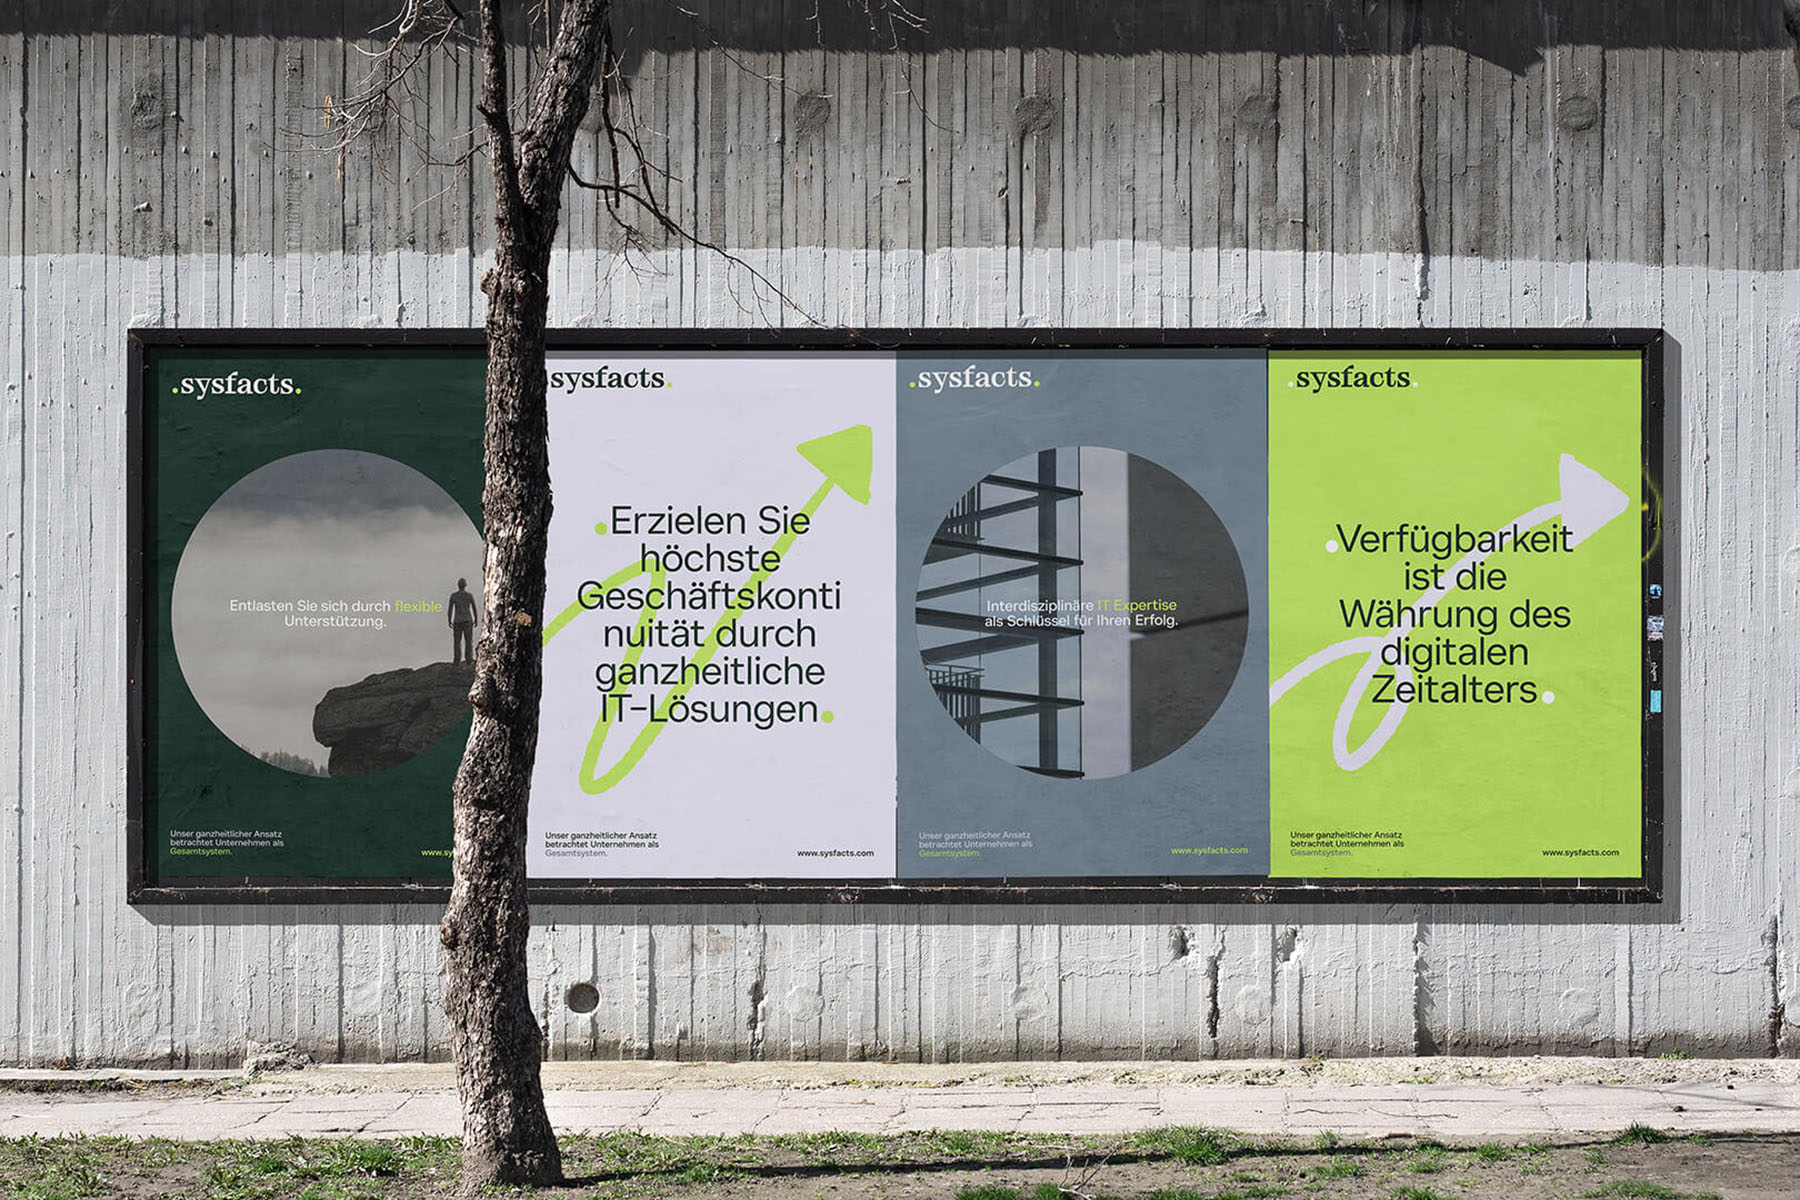 .sysfacts.
Entlasten Sie sich durch flexible
Unterstützung.
Unser ganzheitlicher Ansatz
betrachtet Unternehmen als
Gesamtsystem.
sysfacts.
.Erzielen Sie
höchste
Geschäftskonti
nuität durch
ganzheitliche
IT-Lösungen.
Unser ganzheitlicher Ansatz
betrachtet Unternehmen als
Gesamtsystem.
www.sysfacts.com
.sysfacts.
Interdisziplinäre IT Expertise
als Schlüssel für Ihren Erfolg.
Unser ganzheitlicher Ansatz
betrachtet Unternehmen als
Gesamtsystem.
www.sysfacts.com
.sysfacts.
.Verfügbarkeit
ist die
Währung des
digitalen
Zeitalters.
Unser ganzheitlicher Ansatz
betrachtet Unternehmen als
Gesamtsystem.
www.sysfacts.com